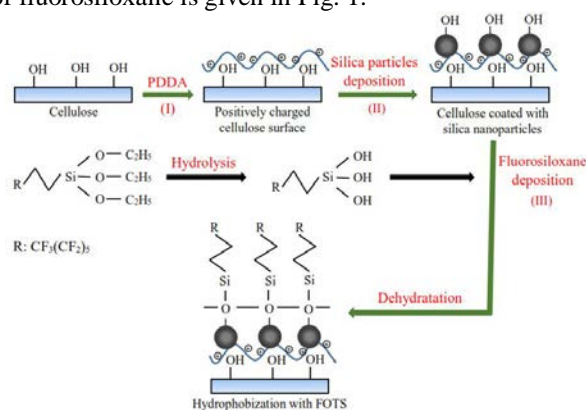 of fluorosiloxane is given in Fig. 1.
OH OH OH
Cellulose
PDDA
(I)
OH OH OH
Positively charged
cellulose surface
Silica particles
deposition
(II)
OH OH OH
OH OH OH
Cellulose coated with
silica nanoparticles
R
Si
O — C₂H₅
O — C₂H₅
O — C₂H₅
Hydrolysis
R
Si
OH
OH
OH
Fluorosiloxane
deposition
(III)
R: CF₃(CF₂)₅
R R R
Si Si Si
O O O
OH OH OH
Dehydratation
Hydrophobization with FOTS